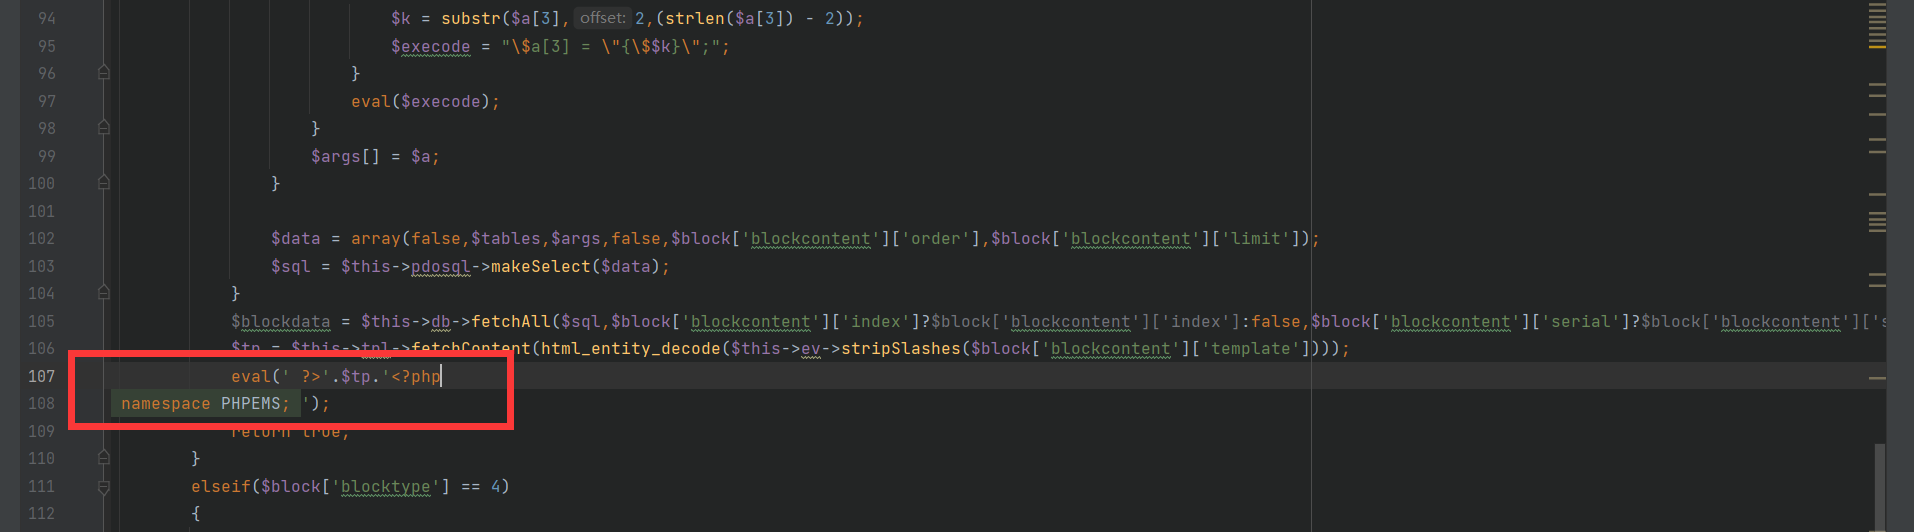 94 $k = substr($a[3], offset: 2,(strlen($a[3]) - 2));
95 $execode = "\$a[3] = \"{\$$k}\";";
96 }
97 eval($execode);
98 }
99 $args[] = $a;
100 }
101
102 $data = array(false,$tables,$args,false,$block['blockcontent']['order'],$block['blockcontent']['limit']);
103 $sql = $this->pdosql->makeSelect($data);
104 }
105 $blockdata = $this->db->fetchAll($sql,$block['blockcontent']['index']?$block['blockcontent']['index']:false,$block['blockcontent']['serial']?$block['blockcontent']['s
106 $tp = $this->tpl->fetchContent(html_entity_decode($this->ev->stripSlashes($block['blockcontent']['template'])));
107 eval(' ?>'.$tp.'<?php
108 namespace PHPEMS; ');
109 return true;
110 }
111 elseif($block['blocktype'] == 4)
112 {